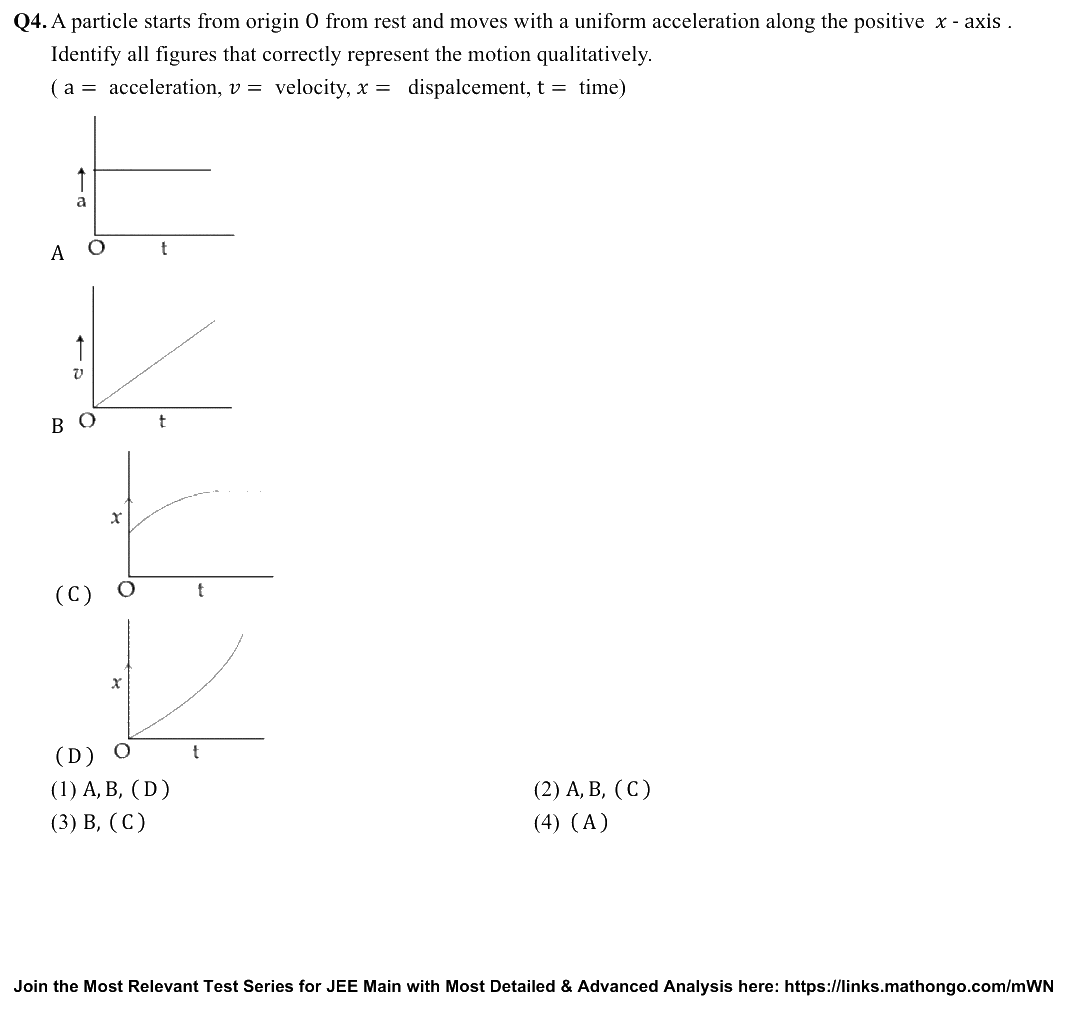 Q4. A particle starts from origin O from rest and moves with a uniform acceleration along the positive x - axis .
Identify all figures that correctly represent the motion qualitatively.
( a = acceleration, v = velocity, x = dispalcement, t = time)
a
A O t
v
B O t
x
(C) O t
x
(D) O t
(1) A, B, (D) (2) A, B, (C)
(3) B, (C) (4) (A)
Join the Most Relevant Test Series for JEE Main with Most Detailed & Advanced Analysis here: https://links.mathongo.com/mWN